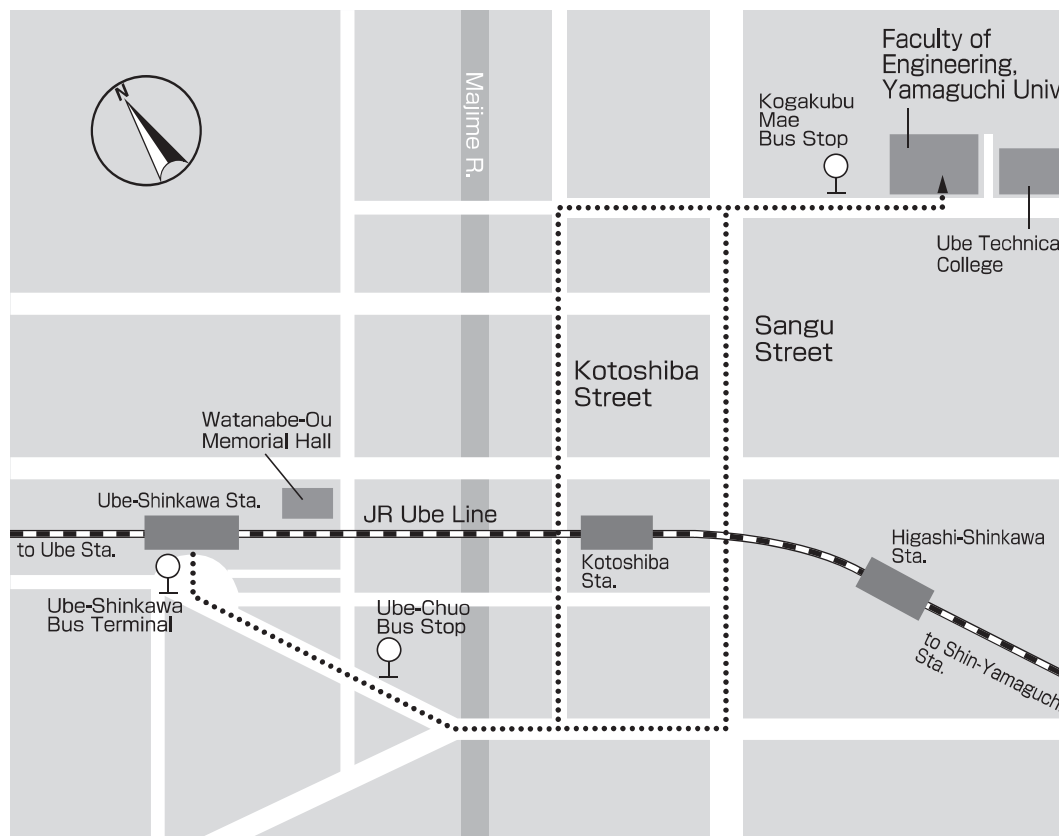 N
Majime R.
Faculty of
Engineering,
Yamaguchi Univ
Kogakubu
Mae
Bus Stop
Ube Technica
College
Sangu
Street
Kotoshiba
Street
Watanabe-Ou
Memorial Hall
Ube-Shinkawa Sta.
JR Ube Line
to Ube Sta.
Kotoshiba
Sta.
Higashi-Shinkawa
Sta.
Ube-Shinkawa
Bus Terminal
Ube-Chuo
Bus Stop
to Shin-Yamaguchi
Sta.